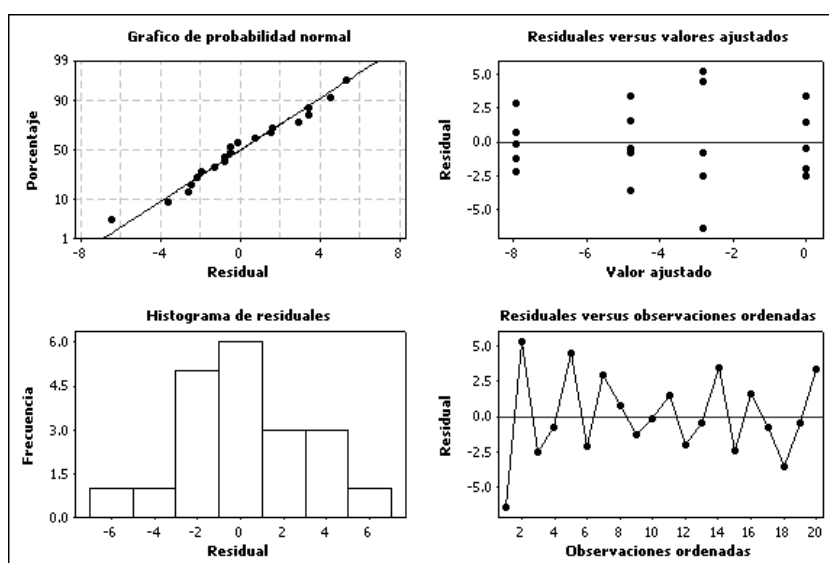 Grafico de probabilidad normal
99
90
50
10
1
Porcentaje
-8 -4 0 4 8
Residual
Residuales versus valores ajustados
5.0
2.5
0.0
-2.5
-5.0
Residual
-8 -6 -4 -2 0
Valor ajustado
Histograma de residuales
6.0
4.5
3.0
1.5
0.0
Frecuencia
-6 -4 -2 0 2 4 6
Residual
Residuales versus observaciones ordenadas
5.0
2.5
0.0
-2.5
-5.0
Residual
2 4 6 8 10 12 14 16 18 20
Observaciones ordenadas